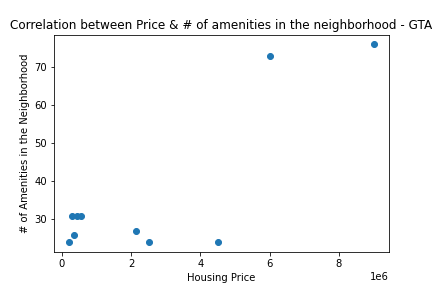 Correlation between Price & # of amenities in the neighborhood - GTA
# of Amenities in the Neighborhood
70
60
50
40
30
0 2 4 6 8
1e6
Housing Price